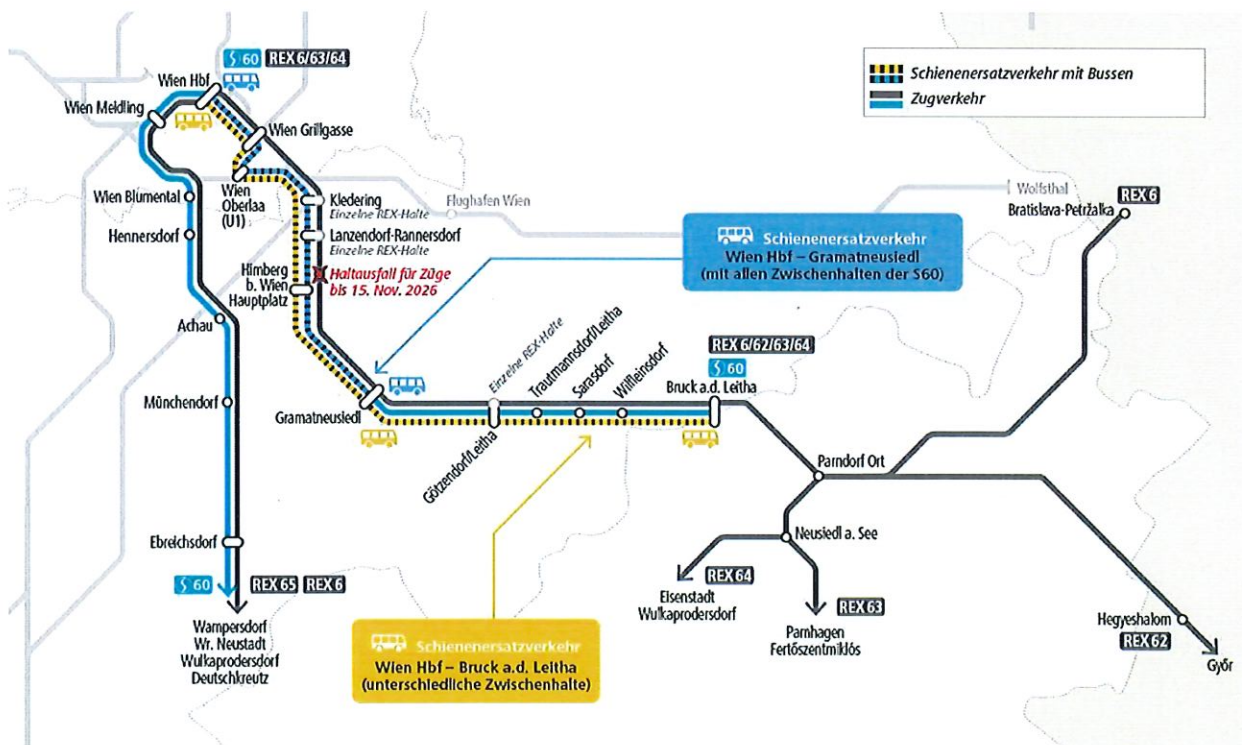 S 60 REX 6/63/64
Wien Hbf
Wien Meidling
Wien Grillgasse
Schienenersatzverkehr mit Bussen
Zugverkehr
Wien Blumental
Wien
Oberlaa
(U1)
Kledering
Einzelne REX-Halte
Flughafen Wien
Wolfsthal
Bratislava-Petržalka
REX 6
Hennersdorf
Lanzendorf-Rannersdorf
Einzelne REX-Halte
Schienenersatzverkehr
Wien Hbf – Gramatneusiedl
(mit allen Zwischenhalten der S60)
Himberg
b. Wien
Hauptplatz
Haltausfall für Züge
bis 15. Nov. 2026
Achau
Münchendorf
Gramatneusiedl
Einzelne REX-Halte
Götzendorf/Leitha
Trautmannsdorf/Leitha
Sarasdorf
Wilfleinsdorf
REX 6/62/63/64
S 60
Bruck a.d. Leitha
Parndorf Ort
Neusiedl a. See
Ebreichsdorf
S 60 REX 65 REX 6
Wampersdorf
Wr. Neustadt
Wulkaprodersdorf
Deutschkreutz
Schienenersatzverkehr
Wien Hbf – Bruck a.d. Leitha
(unterschiedliche Zwischenhalte)
REX 64
Eisenstadt
Wulkaprodersdorf
REX 63
Pamhagen
Fertőszentmiklós
Hegyeshalom
REX 62
Győr